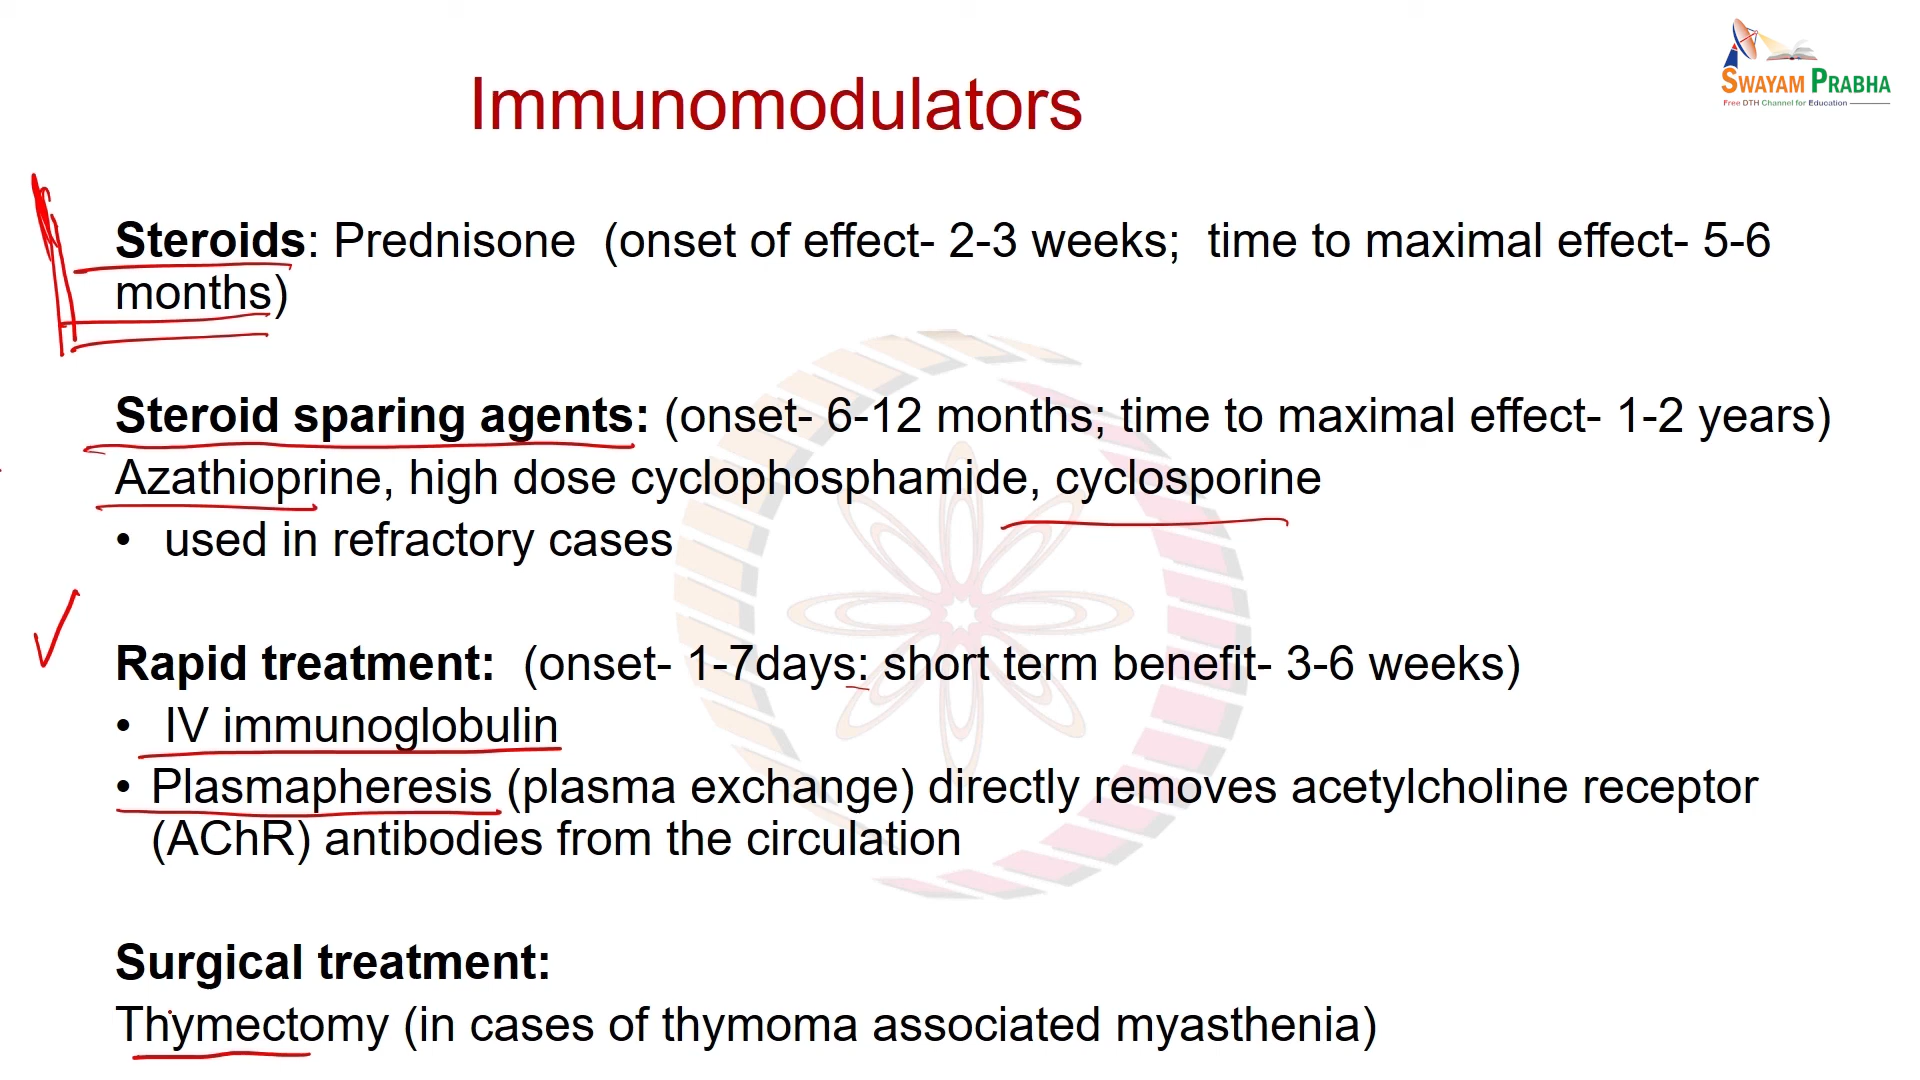 SWAYAM PRABHA
Free DTH Channel for Education
Immunomodulators
Steroids: Prednisone (onset of effect- 2-3 weeks; time to maximal effect- 5-6
months)
Steroid sparing agents: (onset- 6-12 months; time to maximal effect- 1-2 years)
Azathioprine, high dose cyclophosphamide, cyclosporine
• used in refractory cases
Rapid treatment: (onset- 1-7days: short term benefit- 3-6 weeks)
• IV immunoglobulin
• Plasmapheresis (plasma exchange) directly removes acetylcholine receptor
(AChR) antibodies from the circulation
Surgical treatment:
Thymectomy (in cases of thymoma associated myasthenia)